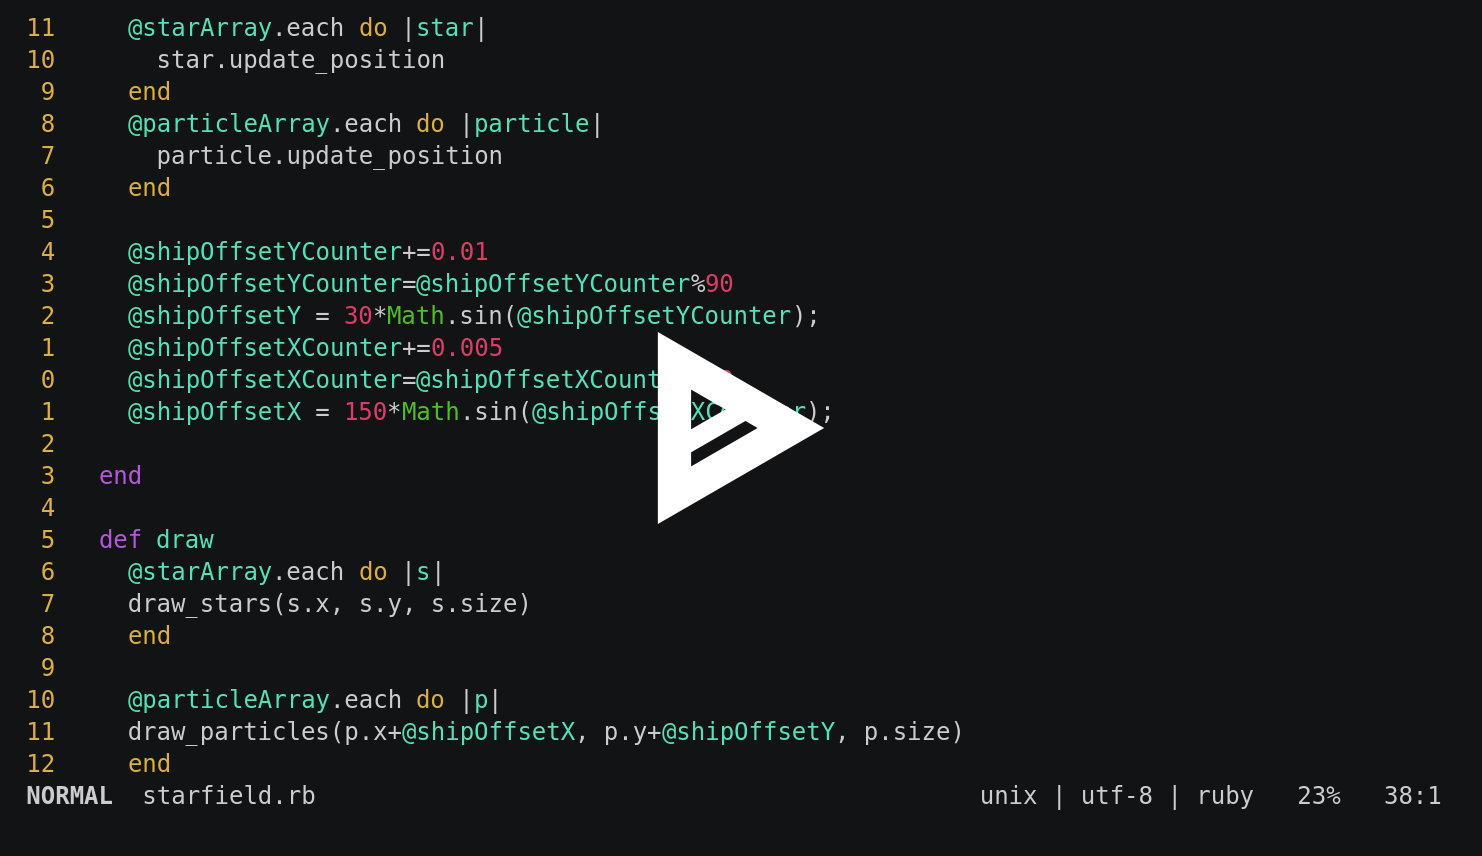 11     @starArray.each do |star|
10       star.update_position
 9     end
 8     @particleArray.each do |particle|
 7       particle.update_position
 6     end
 5
 4     @shipOffsetYCounter+=0.01
 3     @shipOffsetYCounter=@shipOffsetYCounter%90
 2     @shipOffsetY = 30*Math.sin(@shipOffsetYCounter);
 1     @shipOffsetXCounter+=0.005
 0     @shipOffsetXCounter=
 1     @shipOffsetX = 150*Math.sin(
 2
 3   end
 4
 5   def draw
 6     @starArray.each do |s|
 7     draw_stars(s.x, s.y, s.size)
 8     end
 9
10     @particleArray.each do |p|
11     draw_particles(p.x+@shipOffsetX, p.y+@shipOffsetY, p.size)
12     end
NORMAL  starfield.rb  unix | utf-8 | ruby   23%   38:1